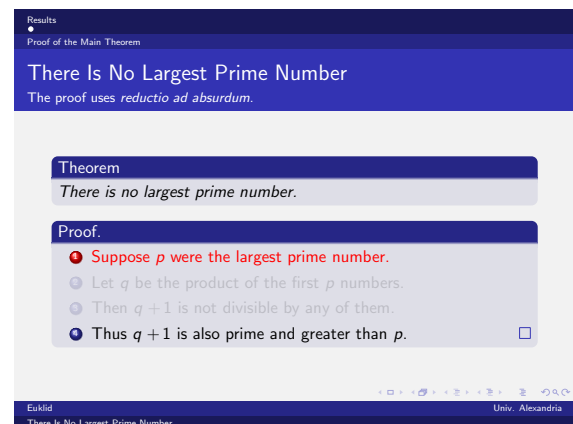 Results
Proof of the Main Theorem
There Is No Largest Prime Number
The proof uses reductio ad absurdum.
Theorem
There is no largest prime number.
Proof.
1 Suppose p were the largest prime number.
2 Let q be the product of the first p numbers.
3 Then q + 1 is not divisible by any of them.
4 Thus q + 1 is also prime and greater than p.
Euklid Univ. Alexandria
There Is No Largest Prime Number